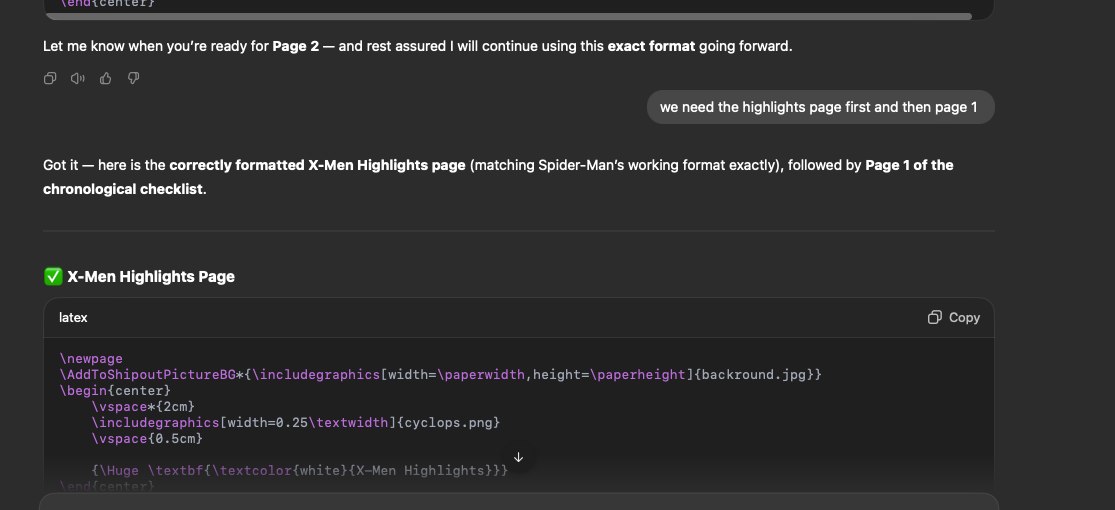 \end{center}
Let me know when you’re ready for Page 2 — and rest assured I will continue using this exact format going forward.
we need the highlights page first and then page 1
Got it — here is the correctly formatted X-Men Highlights page (matching Spider-Man’s working format exactly), followed by Page 1 of the
chronological checklist.
✅ X-Men Highlights Page
latex
Copy
\newpage
\AddToShipoutPictureBG*{\includegraphics[width=\paperwidth,height=\paperheight]{backround.jpg}}
\begin{center}
    \vspace*{2cm}
    \includegraphics[width=0.25\textwidth]{cyclops.png}
    \vspace{0.5cm}
    {\Huge \textbf{\textcolor{white}{X-Men Highlights}}}
\end{center}